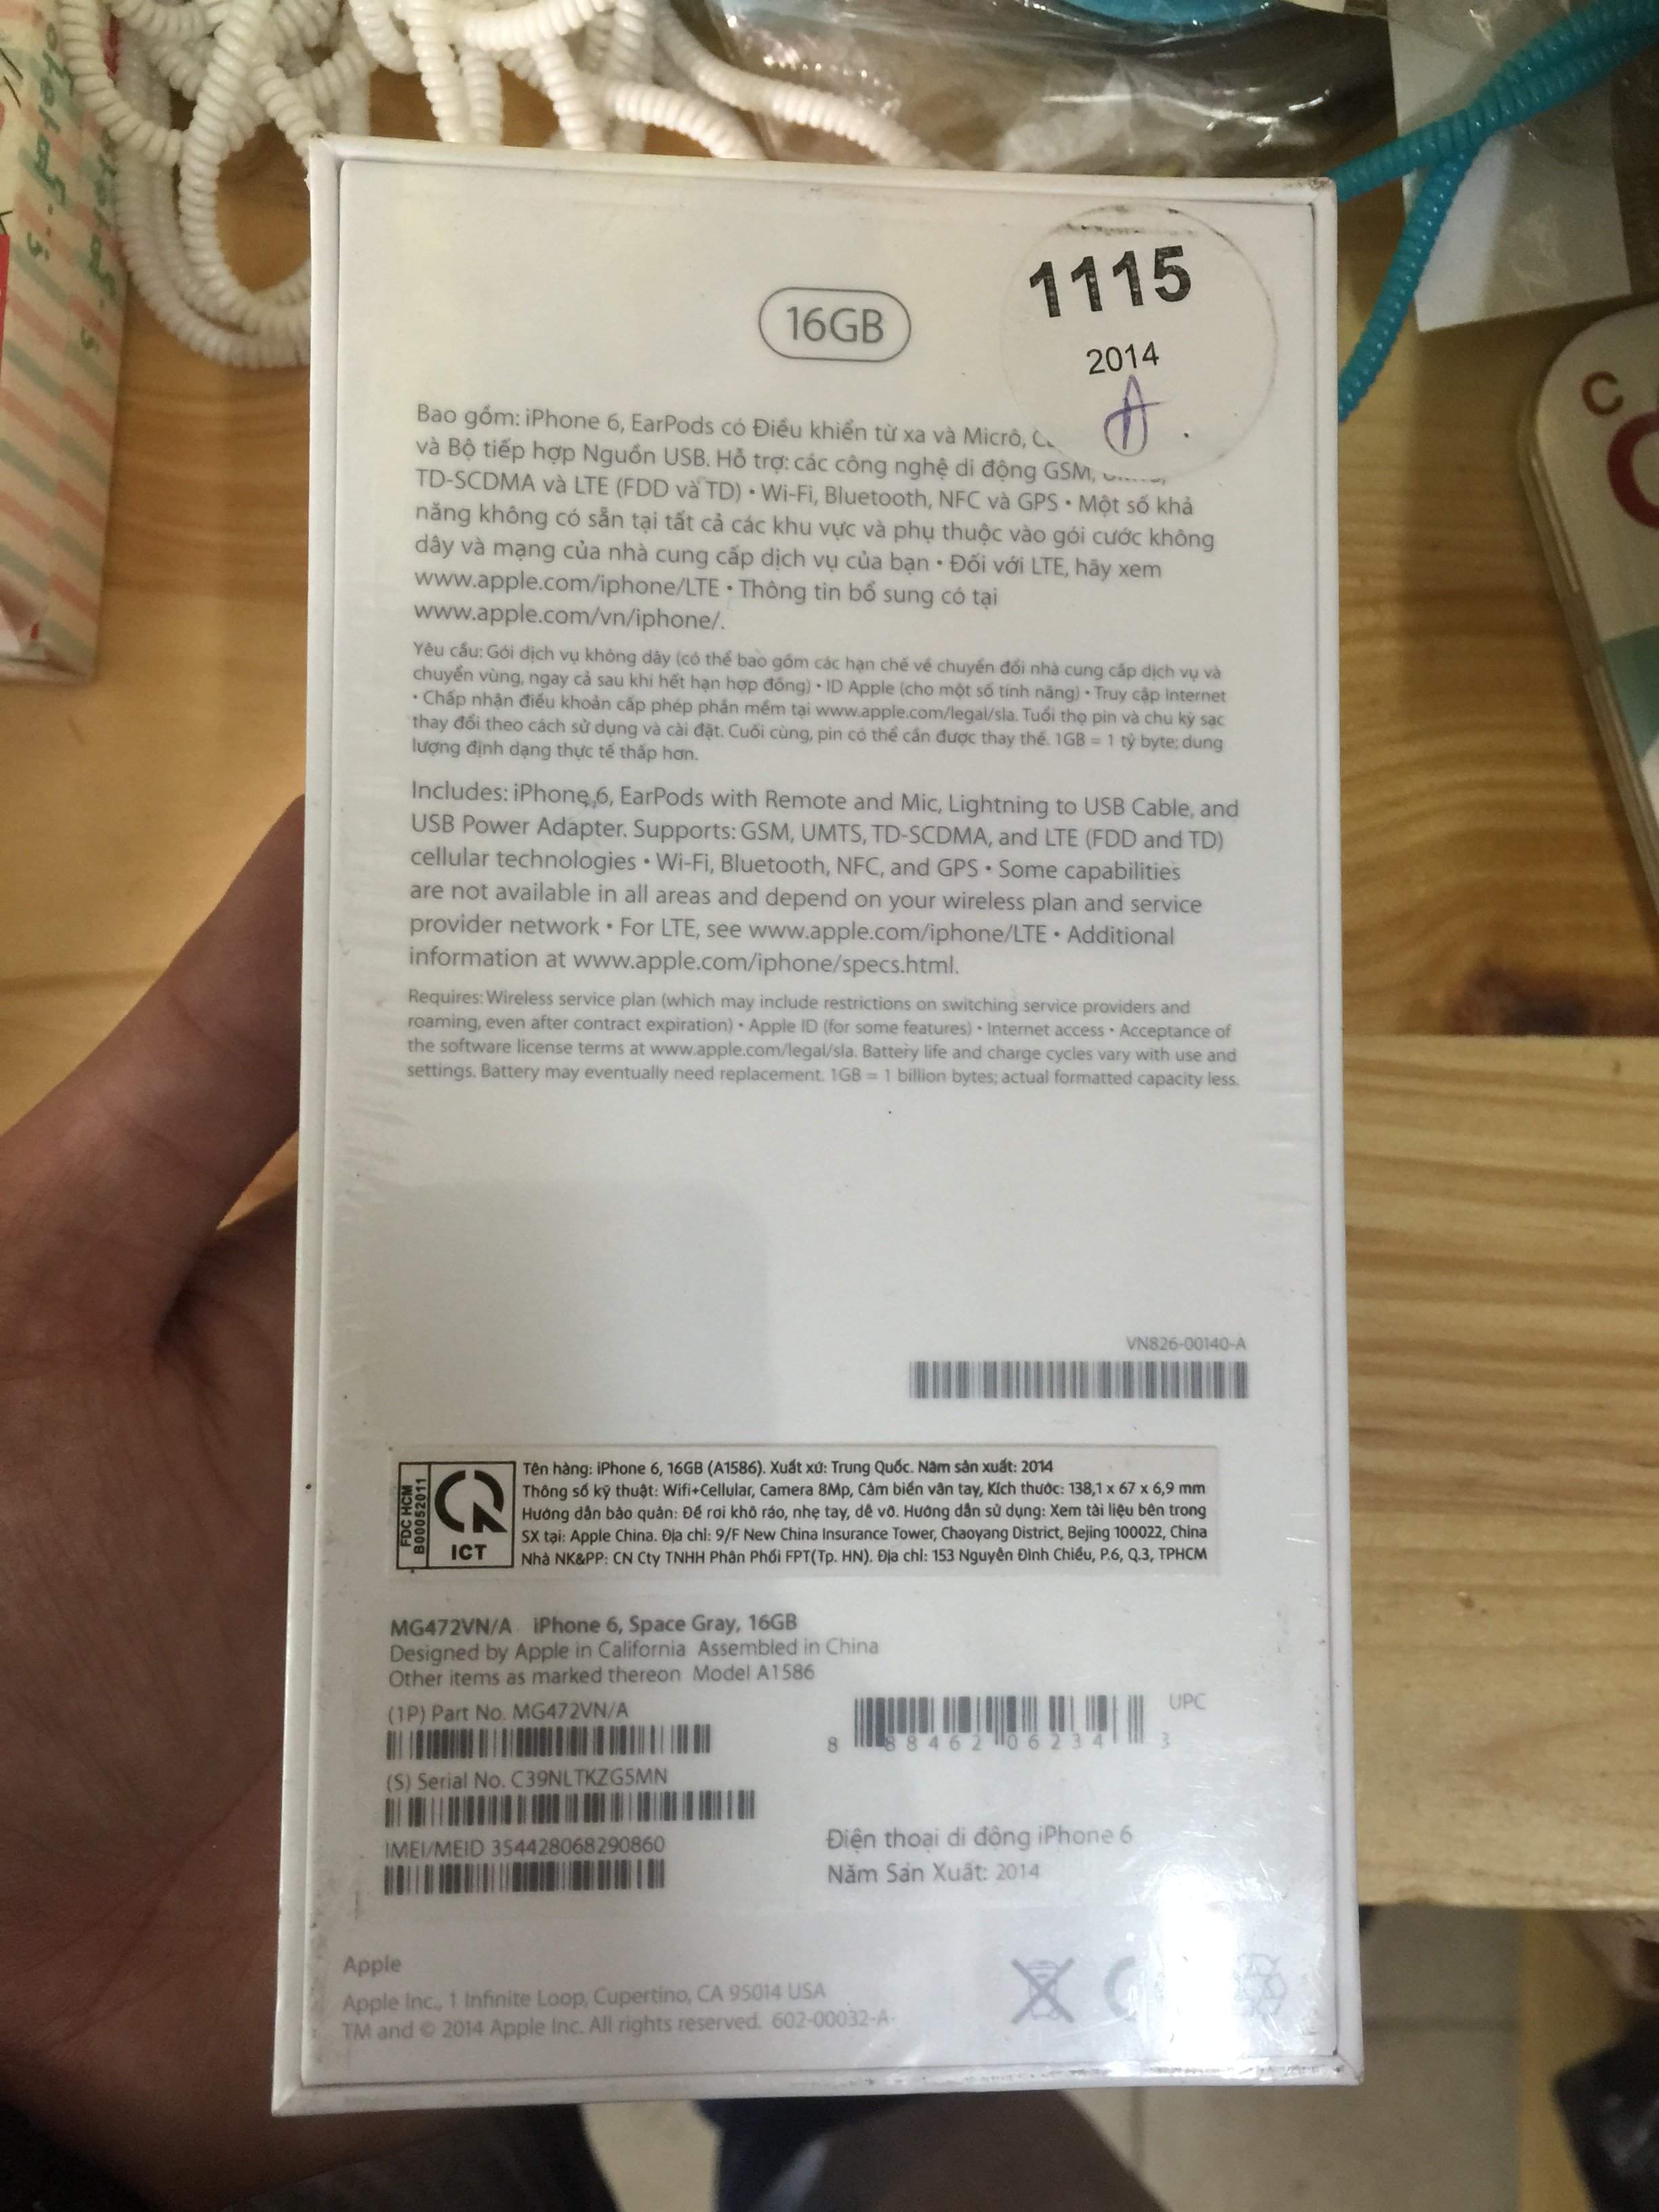 1115
2014
16GB
Bao gồm: iPhone 6, EarPods có Điều khiển từ xa và Micrô,
và Bộ tiếp hợp Nguồn USB. Hỗ trợ: các công nghệ di động GSM,
TD-SCDMA và LTE (FDD và TD) • Wi-Fi, Bluetooth, NFC và GPS • Một số khả
năng không có sẵn tại tất cả các khu vực và phụ thuộc vào gói cước không
dây và mạng của nhà cung cấp dịch vụ của bạn • Đối với LTE, hãy xem
www.apple.com/iphone/LTE • Thông tin bổ sung có tại
www.apple.com/vn/iphone/.
Yêu cầu: Gói dịch vụ không dây (có thể bao gồm các hạn chế về chuyển đổi nhà cung cấp dịch vụ và
chuyển vùng, ngay cả sau khi hết hạn hợp đồng) • ID Apple (cho một số tính năng) • Truy cập Internet
• Chấp nhận điều khoản cấp phép phần mềm tại www.apple.com/legal/sla. Tuổi thọ pin và chu kỳ sạc
thay đổi theo cách sử dụng và cài đặt. Cuối cùng, pin có thể cần được thay thế. 1GB = 1 tỷ byte; dung
lượng định dạng thực tế thấp hơn.
Includes: iPhone 6, EarPods with Remote and Mic, Lightning to USB Cable, and
USB Power Adapter. Supports: GSM, UMTS, TD-SCDMA, and LTE (FDD and TD)
cellular technologies • Wi-Fi, Bluetooth, NFC, and GPS • Some capabilities
are not available in all areas and depend on your wireless plan and service
provider network • For LTE, see www.apple.com/iphone/LTE • Additional
information at www.apple.com/iphone/specs.html.
Requires: Wireless service plan (which may include restrictions on switching service providers and
roaming, even after contract expiration) • Apple ID (for some features) • Internet access • Acceptance of
the software license terms at www.apple.com/legal/sla. Battery life and charge cycles vary with use and
settings. Battery may eventually need replacement. 1GB = 1 billion bytes; actual formatted capacity less.
VN826-00140-A
FDC HCM
B00052011
ICT
Tên hàng: iPhone 6, 16GB (A1586). Xuất xứ: Trung Quốc. Năm sản xuất: 2014
Thông số kỹ thuật: Wifi+Cellular, Camera 8Mp, Cảm biến vân tay, Kích thước: 138,1 x 67 x 6,9 mm
Hướng dẫn bảo quản: Để rơi khô ráo, nhẹ tay, dễ vỡ. Hướng dẫn sử dụng: Xem tài liệu bên trong
SX tại: Apple China. Địa chỉ: 9/F New China Insurance Tower, Chaoyang District, Bejing 100022, China
Nhà NK&PP: CN Cty TNHH Phân Phối FPT(Tp. HN). Địa chỉ: 153 Nguyễn Đình Chiểu, P.6, Q.3, TPHCM
MG472VN/A iPhone 6, Space Gray, 16GB
Designed by Apple in California Assembled in China
Other items as marked thereon Model A1586
(1P) Part No. MG472VN/A
UPC
8 88462 06234 3
(S) Serial No. C39NLTKZG5MN
IMEI/MEID 354428068290860
Điện thoại di động iPhone 6
Năm Sản Xuất: 2014
Apple
Apple Inc., 1 Infinite Loop, Cupertino, CA 95014 USA
TM and © 2014 Apple Inc. All rights reserved. 602-00032-A